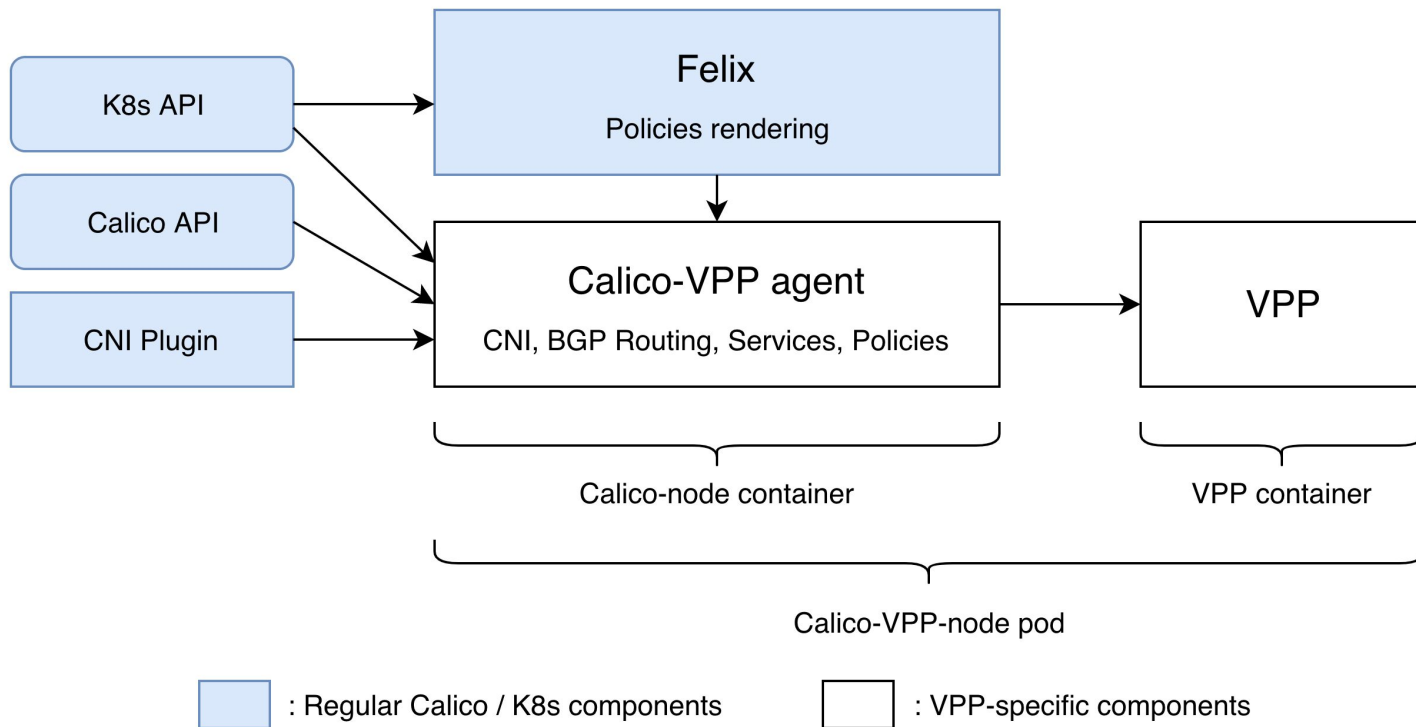 Felix
Policies rendering
K8s API
Calico API
CNI Plugin
Calico-VPP agent
CNI, BGP Routing, Services, Policies
VPP
Calico-node container
VPP container
Calico-VPP-node pod
: Regular Calico / K8s components
: VPP-specific components